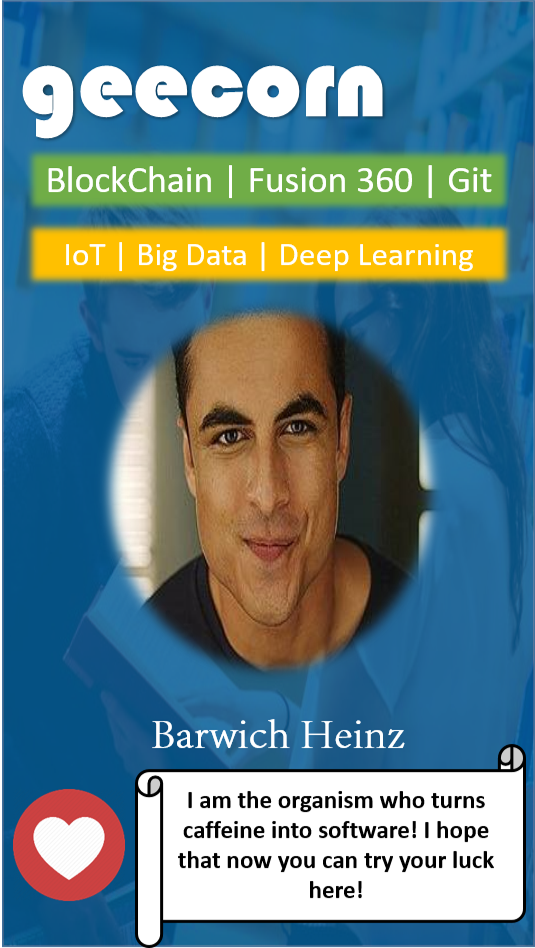 geecorn
BlockChain | Fusion 360 | Git
IoT | Big Data | Deep Learning
Barwich Heinz
I am the organism who turns
caffeine into software! I hope
that now you can try your luck
here!